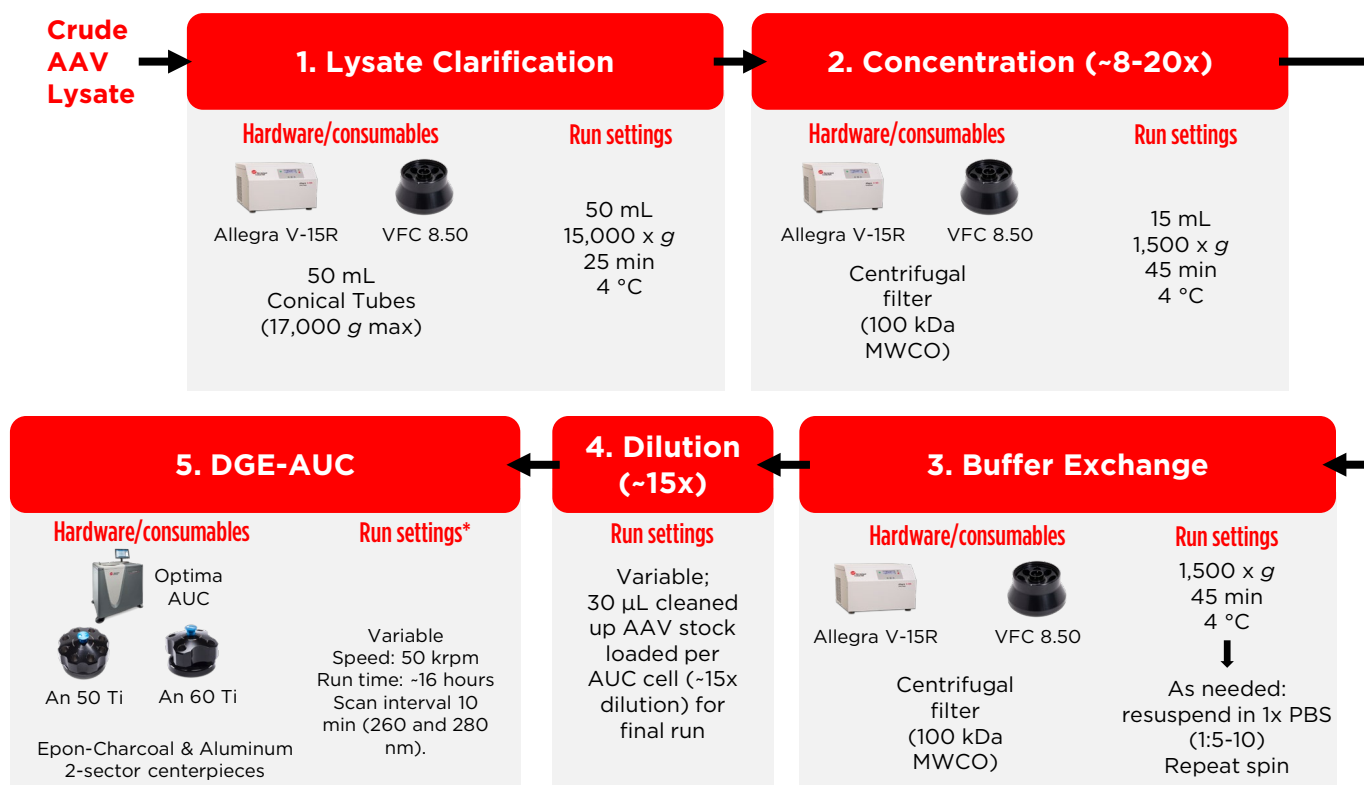 Crude
AAV
Lysate
1. Lysate Clarification
Hardware/consumables
Allegra V-15R
VFC 8.50
50 mL
Conical Tubes
(17,000 g max)
Run settings
50 mL
15,000 x g
25 min
4 °C
2. Concentration (~8-20x)
Hardware/consumables
Allegra V-15R
VFC 8.50
Centrifugal
filter
(100 kDa
MWCO)
Run settings
15 mL
1,500 x g
45 min
4 °C
3. Buffer Exchange
Hardware/consumables
Allegra V-15R
VFC 8.50
Centrifugal
filter
(100 kDa
MWCO)
Run settings
1,500 x g
45 min
4 °C
As needed:
resuspend in 1x PBS
(1:5-10)
Repeat spin
4. Dilution
(~15x)
Run settings
Variable;
30 µL cleaned
up AAV stock
loaded per
AUC cell (~15x
dilution) for
final run
5. DGE-AUC
Hardware/consumables
Optima
AUC
An 50 Ti
An 60 Ti
Epon-Charcoal & Aluminum
2-sector centerpieces
Run settings*
Variable
Speed: 50 krpm
Run time: ~16 hours
Scan interval 10
min (260 and 280
nm).